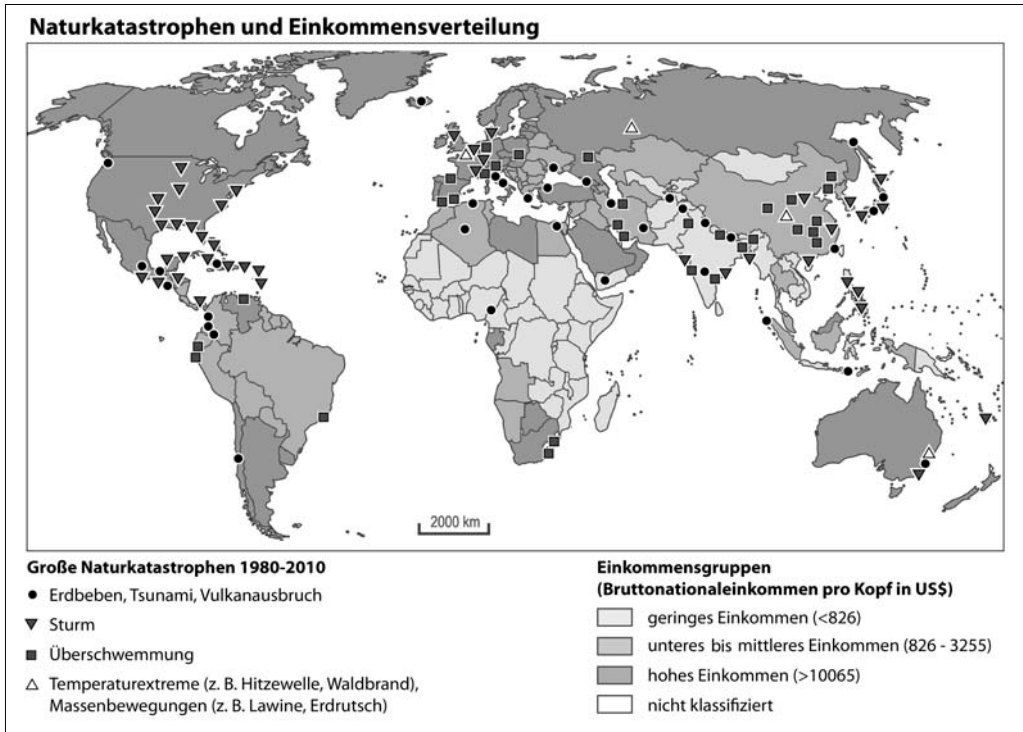 Naturkatastrophen und Einkommensverteilung
2000 km
Große Naturkatastrophen 1980-2010
Erdbeben, Tsunami, Vulkanausbruch
Sturm
Überschwemmung
Temperaturextreme (z. B. Hitzewelle, Waldbrand),
Massenbewegungen (z. B. Lawine, Erdrutsch)
Einkommensgruppen
(Bruttonationaleinkommen pro Kopf in US$)
geringes Einkommen (<826)
unteres bis mittleres Einkommen (826 - 3255)
hohes Einkommen (>10065)
nicht klassifiziert